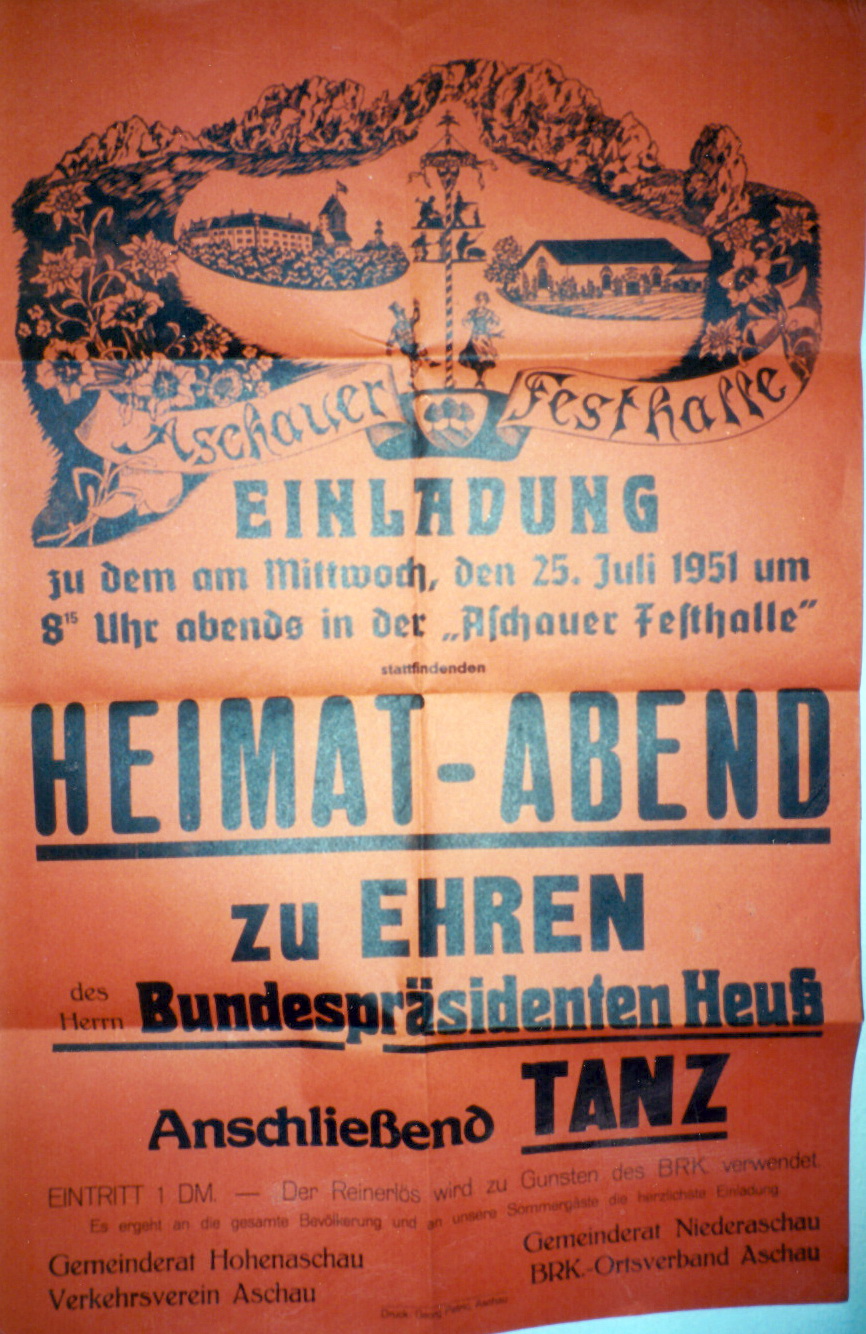 Aschauer Festhalle
EINLADUNG
zu dem am Mittwoch, den 25. Juli 1951 um
8¹⁵ Uhr abends in der „Aschauer Festhalle“
stattfindenden
HEIMAT-ABEND
zu EHREN
des Herrn Bundespräsidenten Heuß
Anschließend TANZ
EINTRITT 1 DM. — Der Reinerlös wird zu Gunsten des BRK. verwendet.
Es ergeht an die gesamte Bevölkerung und an unsere Sommergäste die herzlichste Einladung
Gemeinderat Hohenaschau
Verkehrsverein Aschau
Gemeinderat Niederaschau
BRK.-Ortsverband Aschau
Druck: Georg Aschau